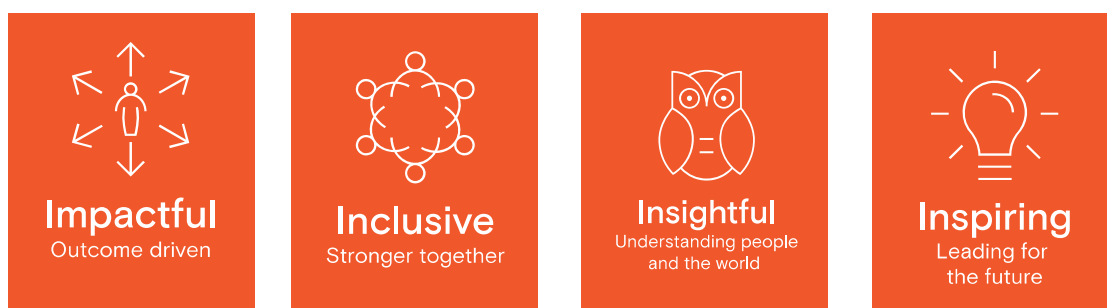 Impactful
Outcome driven
Inclusive
Stronger together
Insightful
Understanding people
and the world
Inspiring
Leading for
the future